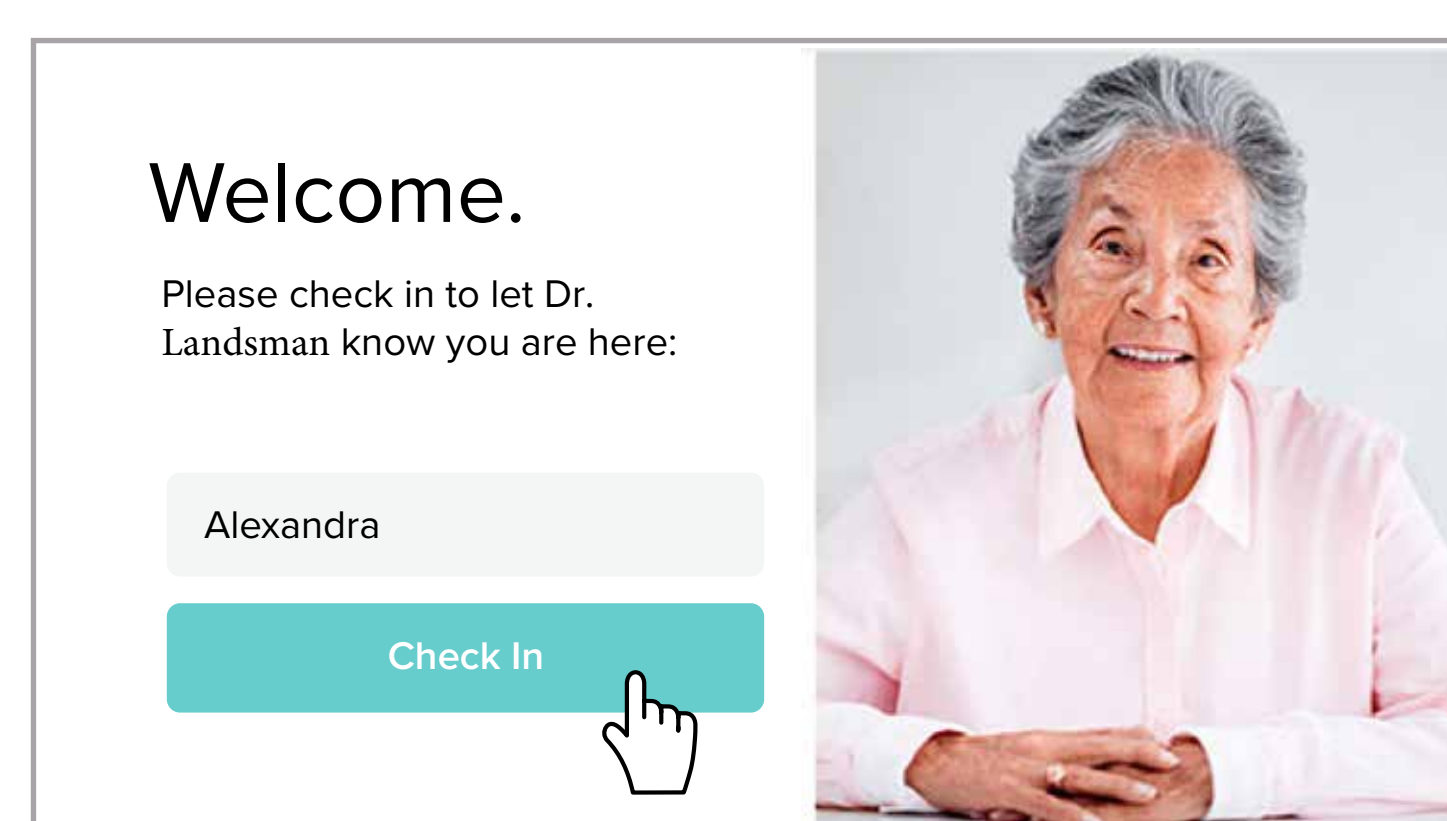 Welcome.
Please check in to let Dr.
Landsman know you are here:
Alexandra
Check In